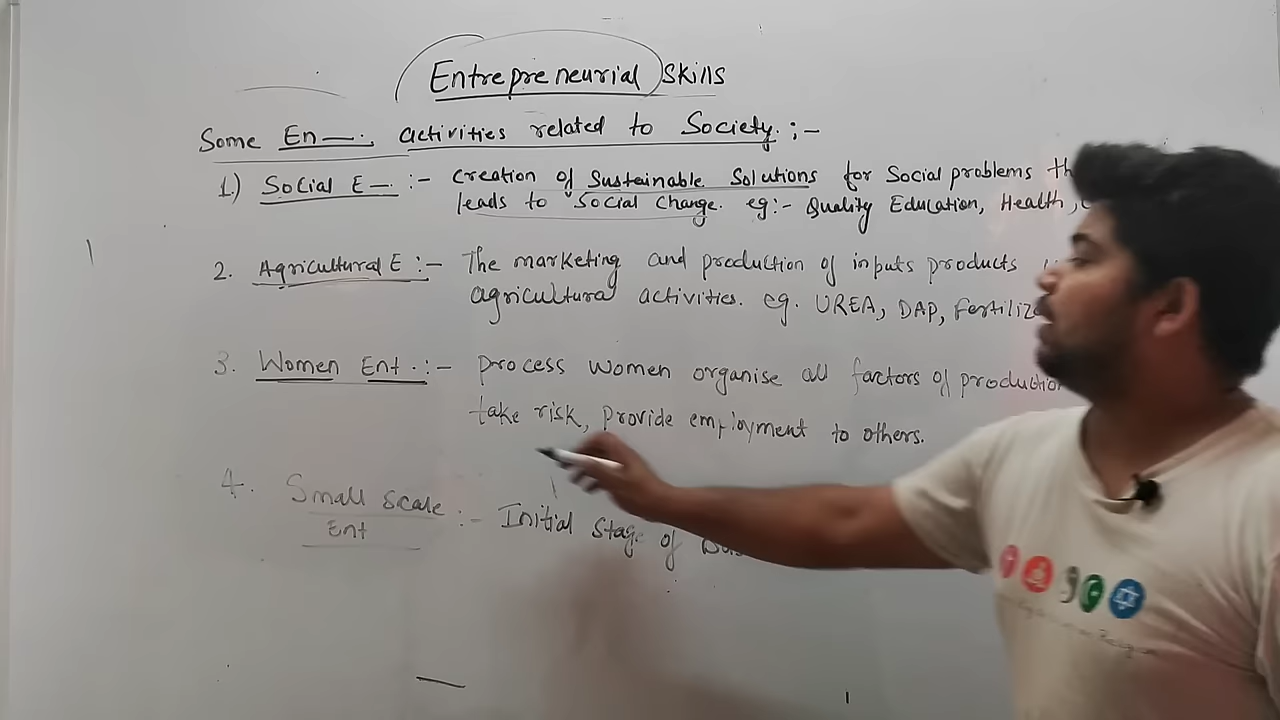 Entrepreneurial Skills
Some En—. activities related to Society. :-
1.) Social E— :- Creation of Sustainable Solutions for Social problems
leads to "Social Change. eg:- Quality Education, Health,
2. Agricultural E :- The marketing and production of inputs products
agricultural activities. eg. UREA, DAP,
3. Women Ent. :- process women organise all factors of production
take risk, provide employment to others.
4. Small scale :- Initial stage of
Ent